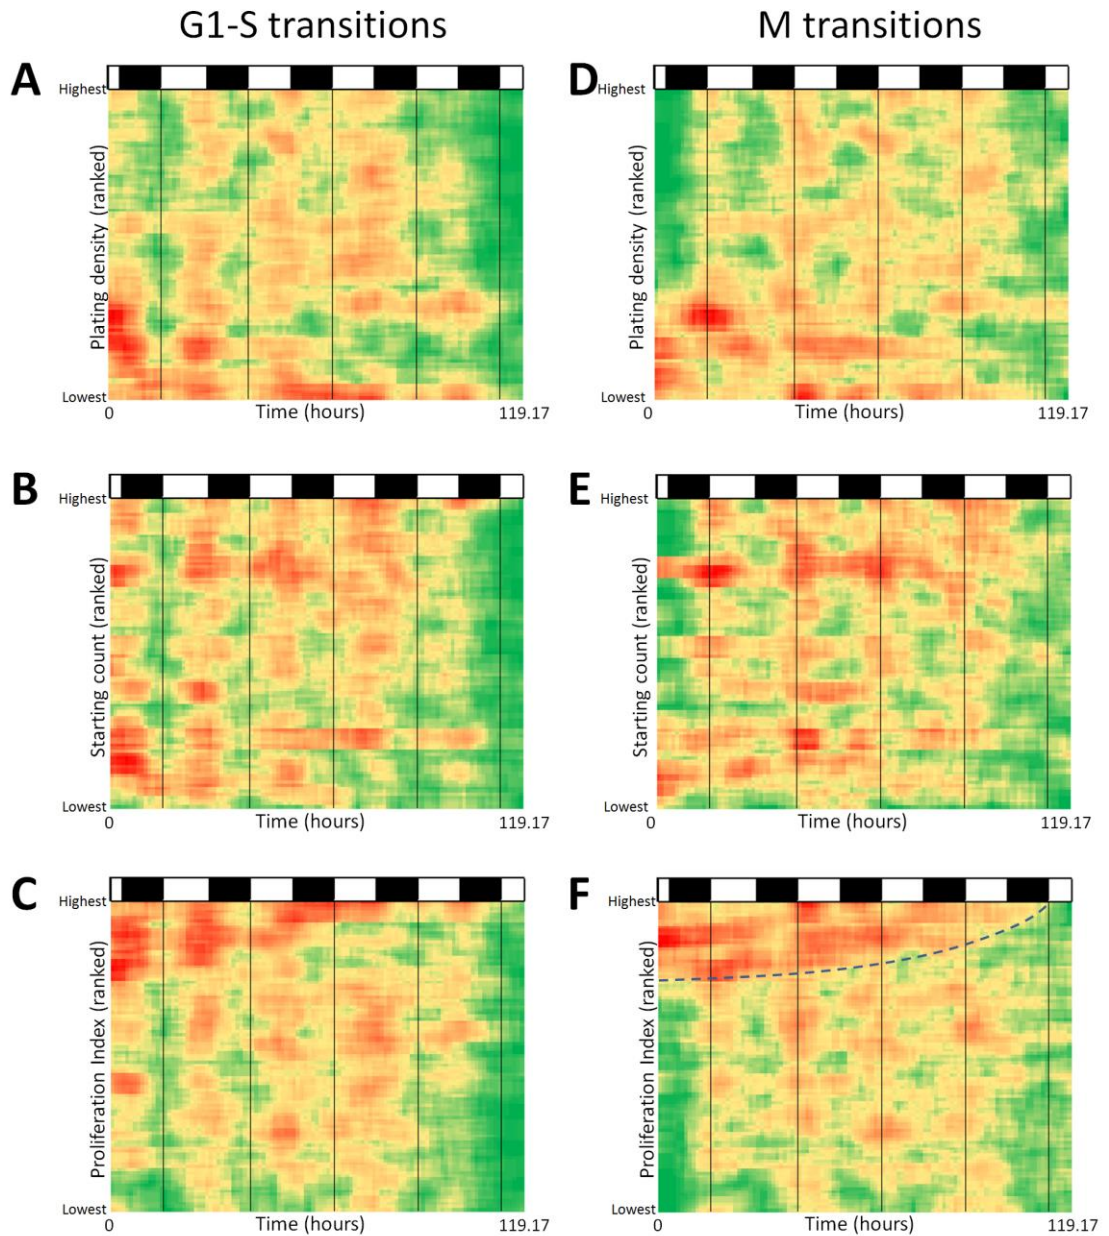 G1-S transitions
M transitions
A
Highest
Plating density (ranked)
Lowest
0
Time (hours)
119.17
D
Highest
Plating density (ranked)
Lowest
0
Time (hours)
119.17
B
Highest
Starting count (ranked)
Lowest
0
Time (hours)
119.17
E
Highest
Starting count (ranked)
Lowest
0
Time (hours)
119.17
C
Highest
Proliferation Index (ranked)
Lowest
0
Time (hours)
119.17
F
Highest
Proliferation Index (ranked)
Lowest
0
Time (hours)
119.17